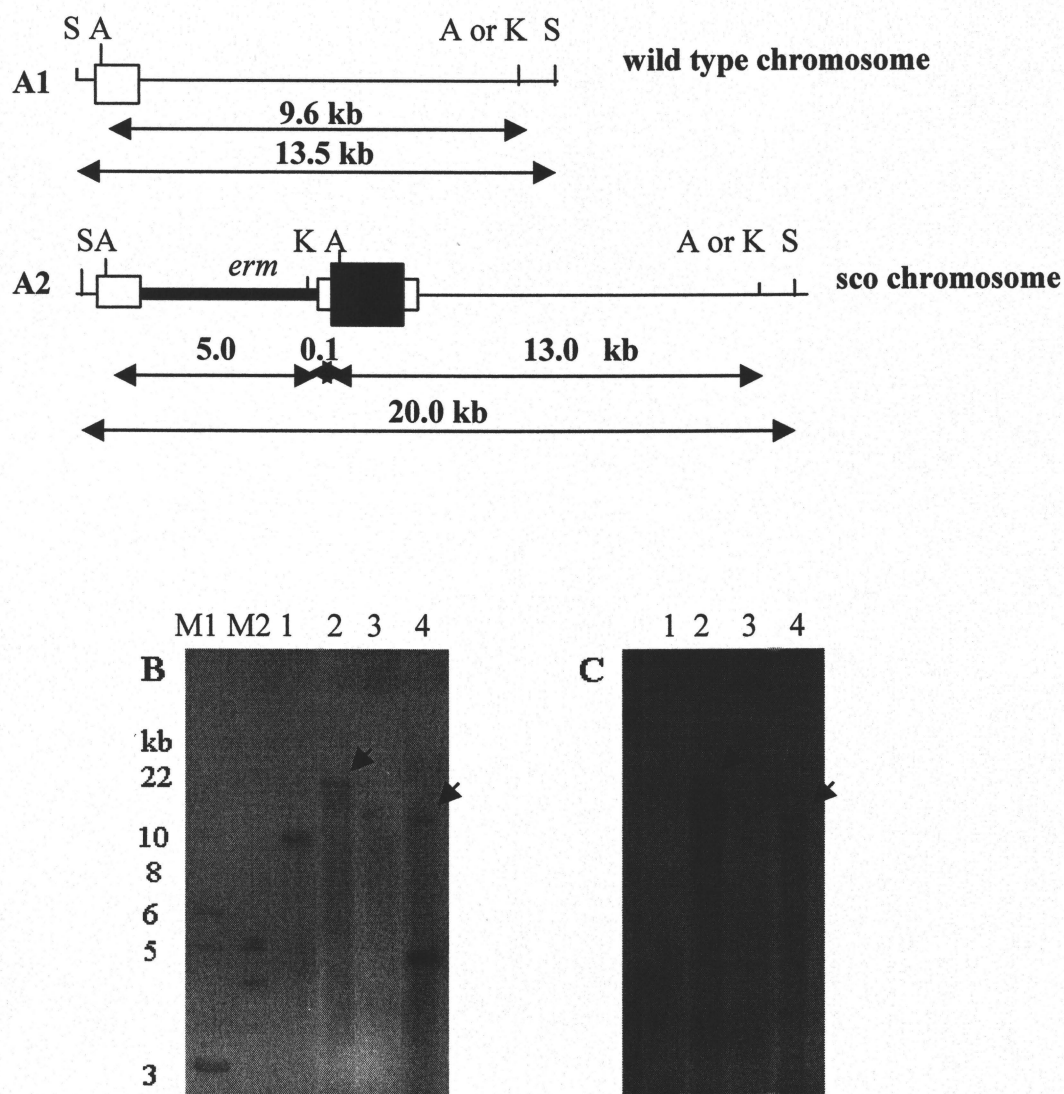 S A A or K S
wild type chromosome
A1
9.6 kb
13.5 kb
SA K A A or K S
erm
A2
sco chromosome
5.0 0.1 13.0 kb
20.0 kb
M1 M2 1 2 3 4
B
kb
22
10
8
6
5
3
1 2 3 4
C